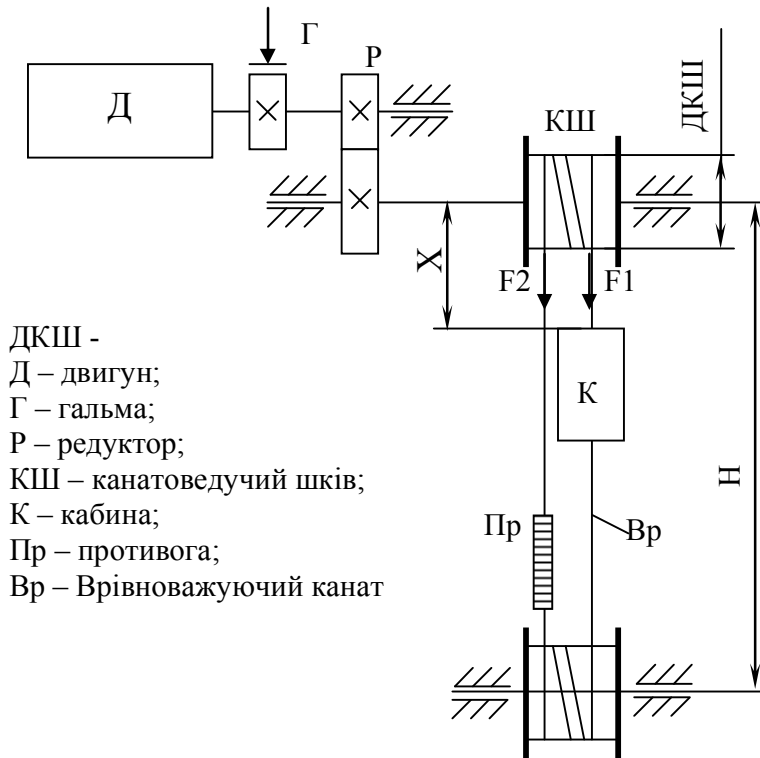 Г
Р
Д
КШ
ДКШ
Х
F2
F1
ДКШ -
Д – двигун;
Г – гальма;
Р – редуктор;
КШ – канатоведучий шків;
К – кабина;
Пр – противога;
Вр – Врівноважуючий канат
К
Н
Пр
Вр